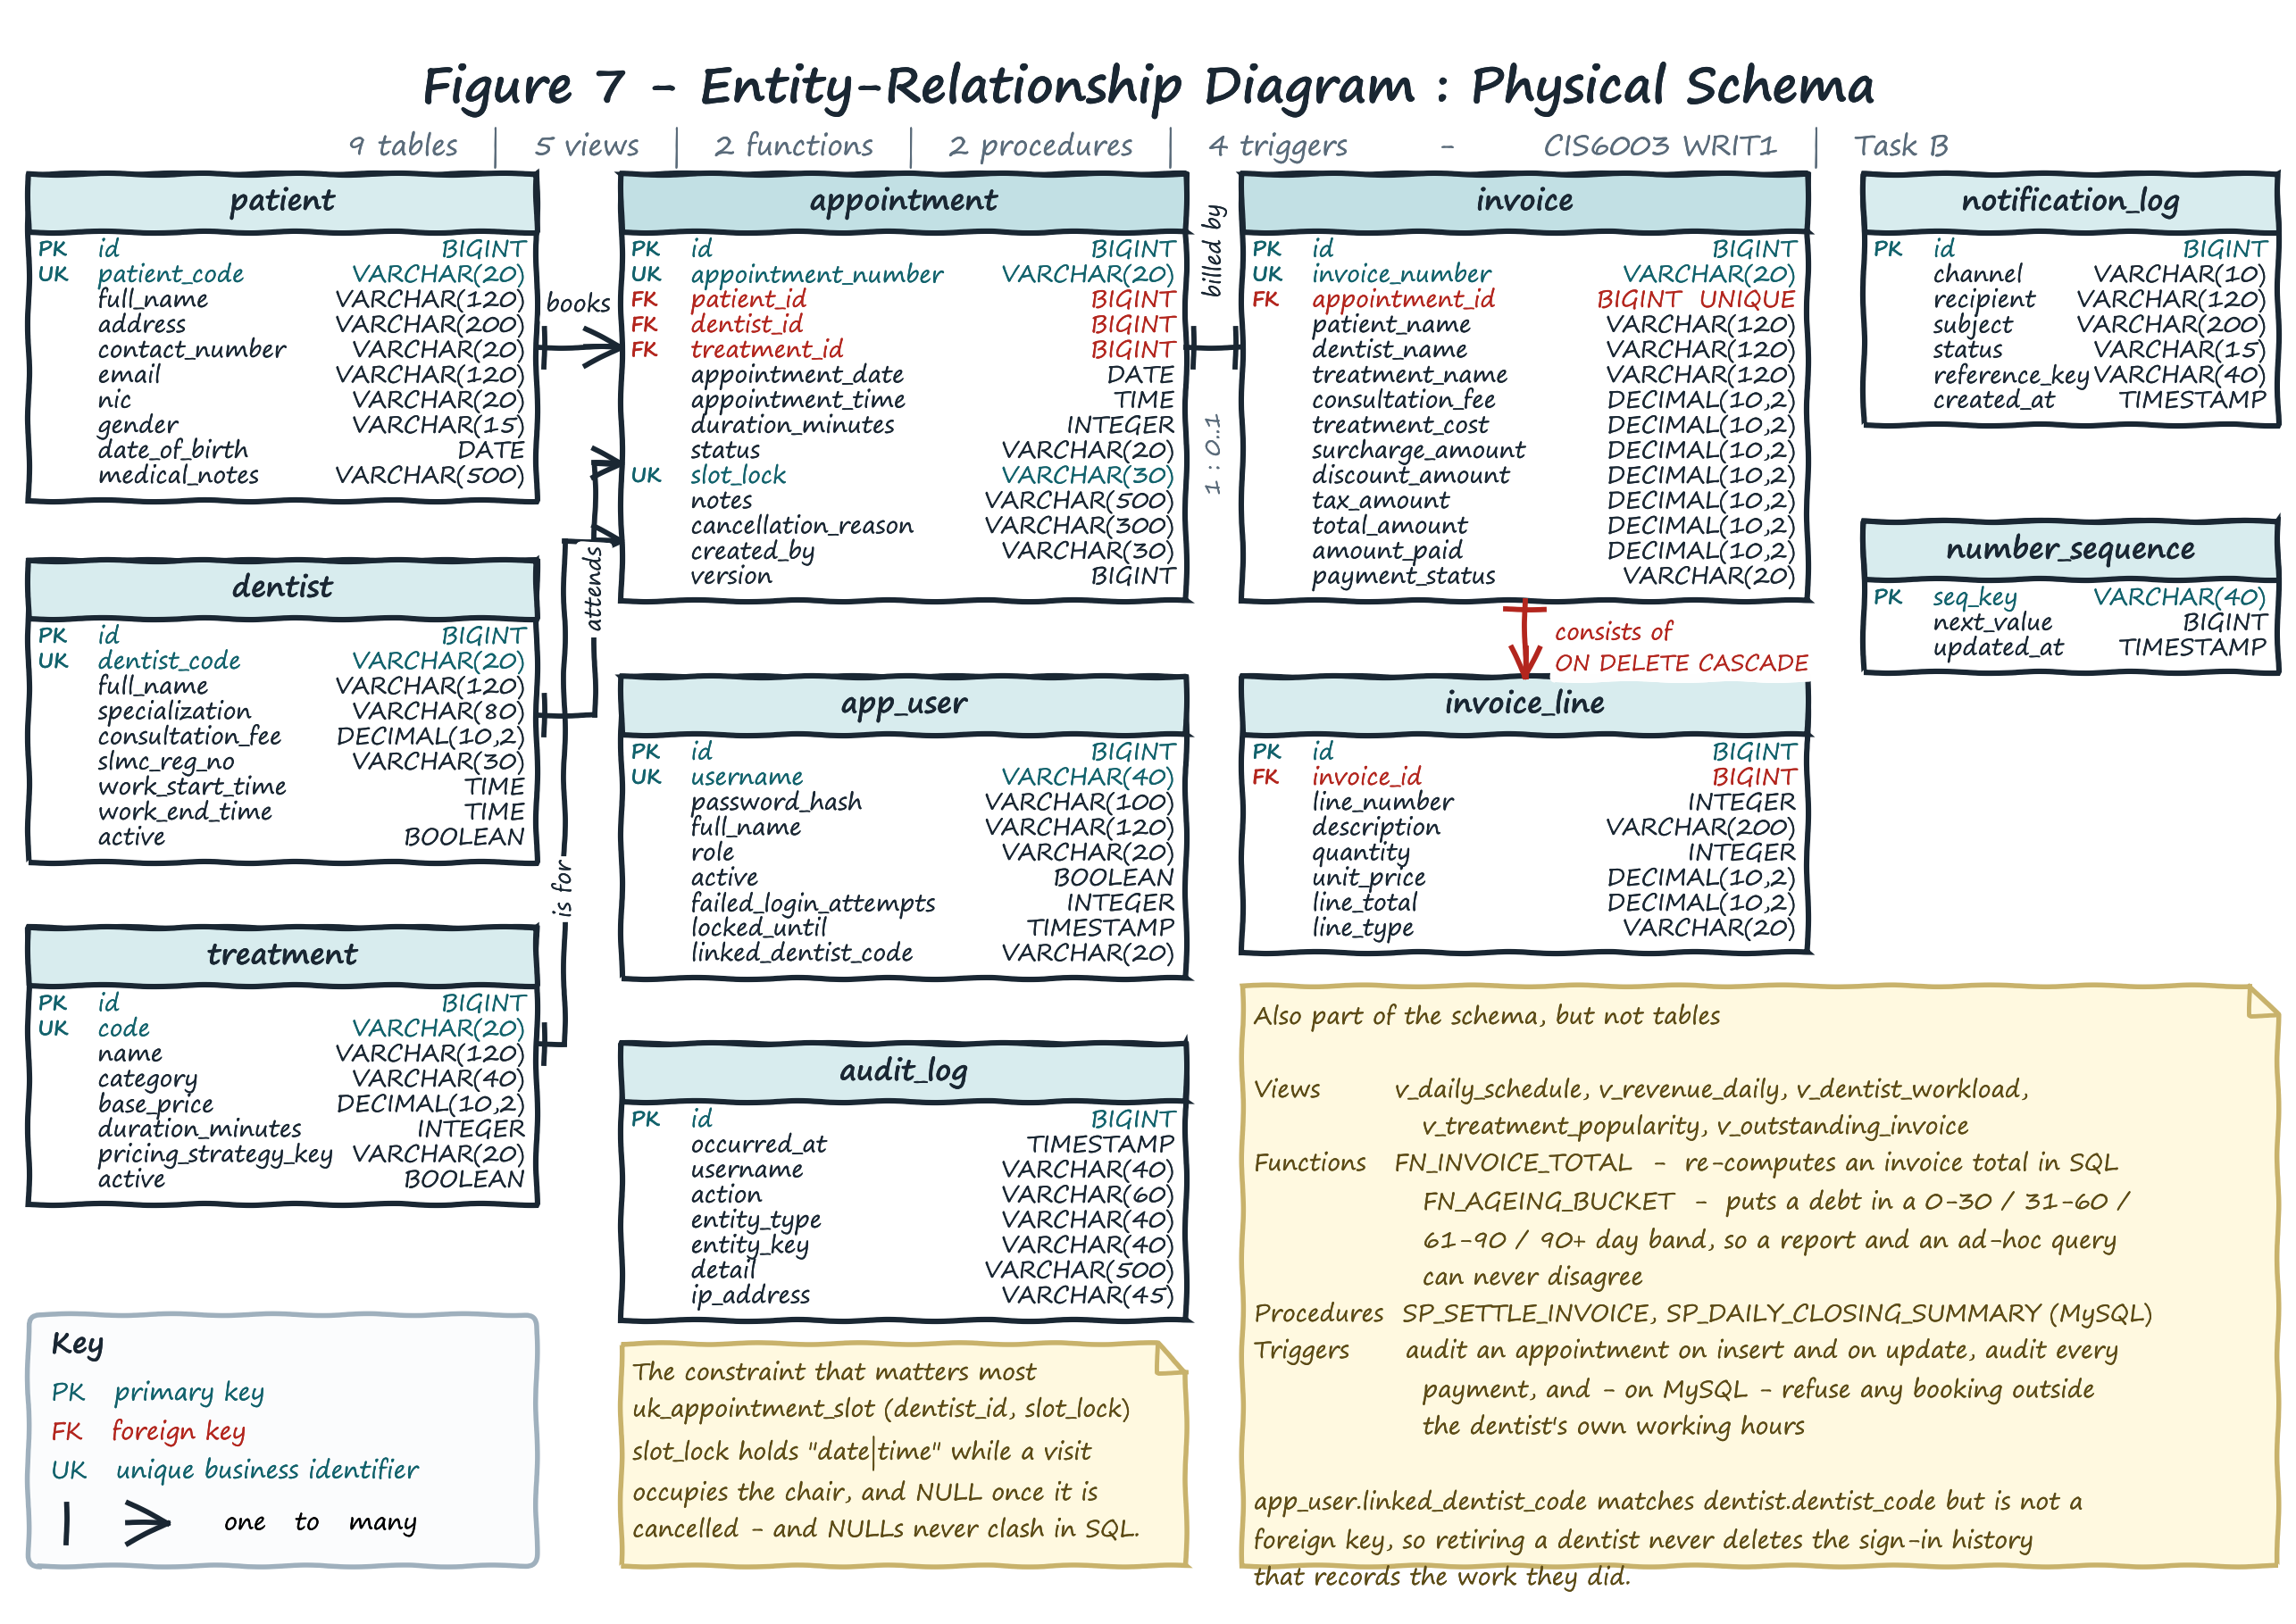 Figure 7 - Entity-Relationship Diagram : Physical Schema
9 tables | 5 views | 2 functions | 2 procedures | 4 triggers - CIS6003 WRIT1 | Task B
patient
PK id BIGINT
UK patient_code VARCHAR(20)
full_name VARCHAR(120)
address VARCHAR(200)
contact_number VARCHAR(20)
email VARCHAR(120)
nic VARCHAR(20)
gender VARCHAR(15)
date_of_birth DATE
medical_notes VARCHAR(500)
books
appointment
PK id BIGINT
UK appointment_number VARCHAR(20)
FK patient_id BIGINT
FK dentist_id BIGINT
FK treatment_id BIGINT
appointment_date DATE
appointment_time TIME
duration_minutes INTEGER
status VARCHAR(20)
UK slot_lock VARCHAR(30)
notes VARCHAR(500)
cancellation_reason VARCHAR(300)
created_by VARCHAR(30)
version BIGINT
billed by
1 : 0..1
invoice
PK id BIGINT
UK invoice_number VARCHAR(20)
FK appointment_id BIGINT UNIQUE
patient_name VARCHAR(120)
dentist_name VARCHAR(120)
treatment_name VARCHAR(120)
consultation_fee DECIMAL(10,2)
treatment_cost DECIMAL(10,2)
surcharge_amount DECIMAL(10,2)
discount_amount DECIMAL(10,2)
tax_amount DECIMAL(10,2)
total_amount DECIMAL(10,2)
amount_paid DECIMAL(10,2)
payment_status VARCHAR(20)
notification_log
PK id BIGINT
channel VARCHAR(10)
recipient VARCHAR(120)
subject VARCHAR(200)
status VARCHAR(15)
reference_key VARCHAR(40)
created_at TIMESTAMP
number_sequence
PK seq_key VARCHAR(40)
next_value BIGINT
updated_at TIMESTAMP
dentist
PK id BIGINT
UK dentist_code VARCHAR(20)
full_name VARCHAR(120)
specialization VARCHAR(80)
consultation_fee DECIMAL(10,2)
slmc_reg_no VARCHAR(30)
work_start_time TIME
work_end_time TIME
active BOOLEAN
attends
is for
consists of
ON DELETE CASCADE
app_user
PK id BIGINT
UK username VARCHAR(40)
password_hash VARCHAR(100)
full_name VARCHAR(120)
role VARCHAR(20)
active BOOLEAN
failed_login_attempts INTEGER
locked_until TIMESTAMP
linked_dentist_code VARCHAR(20)
invoice_line
PK id BIGINT
FK invoice_id BIGINT
line_number INTEGER
description VARCHAR(200)
quantity INTEGER
unit_price DECIMAL(10,2)
line_total DECIMAL(10,2)
line_type VARCHAR(20)
treatment
PK id BIGINT
UK code VARCHAR(20)
name VARCHAR(120)
category VARCHAR(40)
base_price DECIMAL(10,2)
duration_minutes INTEGER
pricing_strategy_key VARCHAR(20)
active BOOLEAN
audit_log
PK id BIGINT
occurred_at TIMESTAMP
username VARCHAR(40)
action VARCHAR(60)
entity_type VARCHAR(40)
entity_key VARCHAR(40)
detail VARCHAR(500)
ip_address VARCHAR(45)
Key
PK primary key
FK foreign key
UK unique business identifier
one to many
The constraint that matters most
uk_appointment_slot (dentist_id, slot_lock)
slot_lock holds "date|time" while a visit
occupies the chair, and NULL once it is
cancelled - and NULLs never clash in SQL.
Also part of the schema, but not tables
Views v_daily_schedule, v_revenue_daily, v_dentist_workload,
v_treatment_popularity, v_outstanding_invoice
Functions FN_INVOICE_TOTAL - re-computes an invoice total in SQL
FN_AGEING_BUCKET - puts a debt in a 0-30 / 31-60 /
61-90 / 90+ day band, so a report and an ad-hoc query
can never disagree
Procedures SP_SETTLE_INVOICE, SP_DAILY_CLOSING_SUMMARY (MySQL)
Triggers audit an appointment on insert and on update, audit every
payment, and - on MySQL - refuse any booking outside
the dentist's own working hours
app_user.linked_dentist_code matches dentist.dentist_code but is not a
foreign key, so retiring a dentist never deletes the sign-in history
that records the work they did.